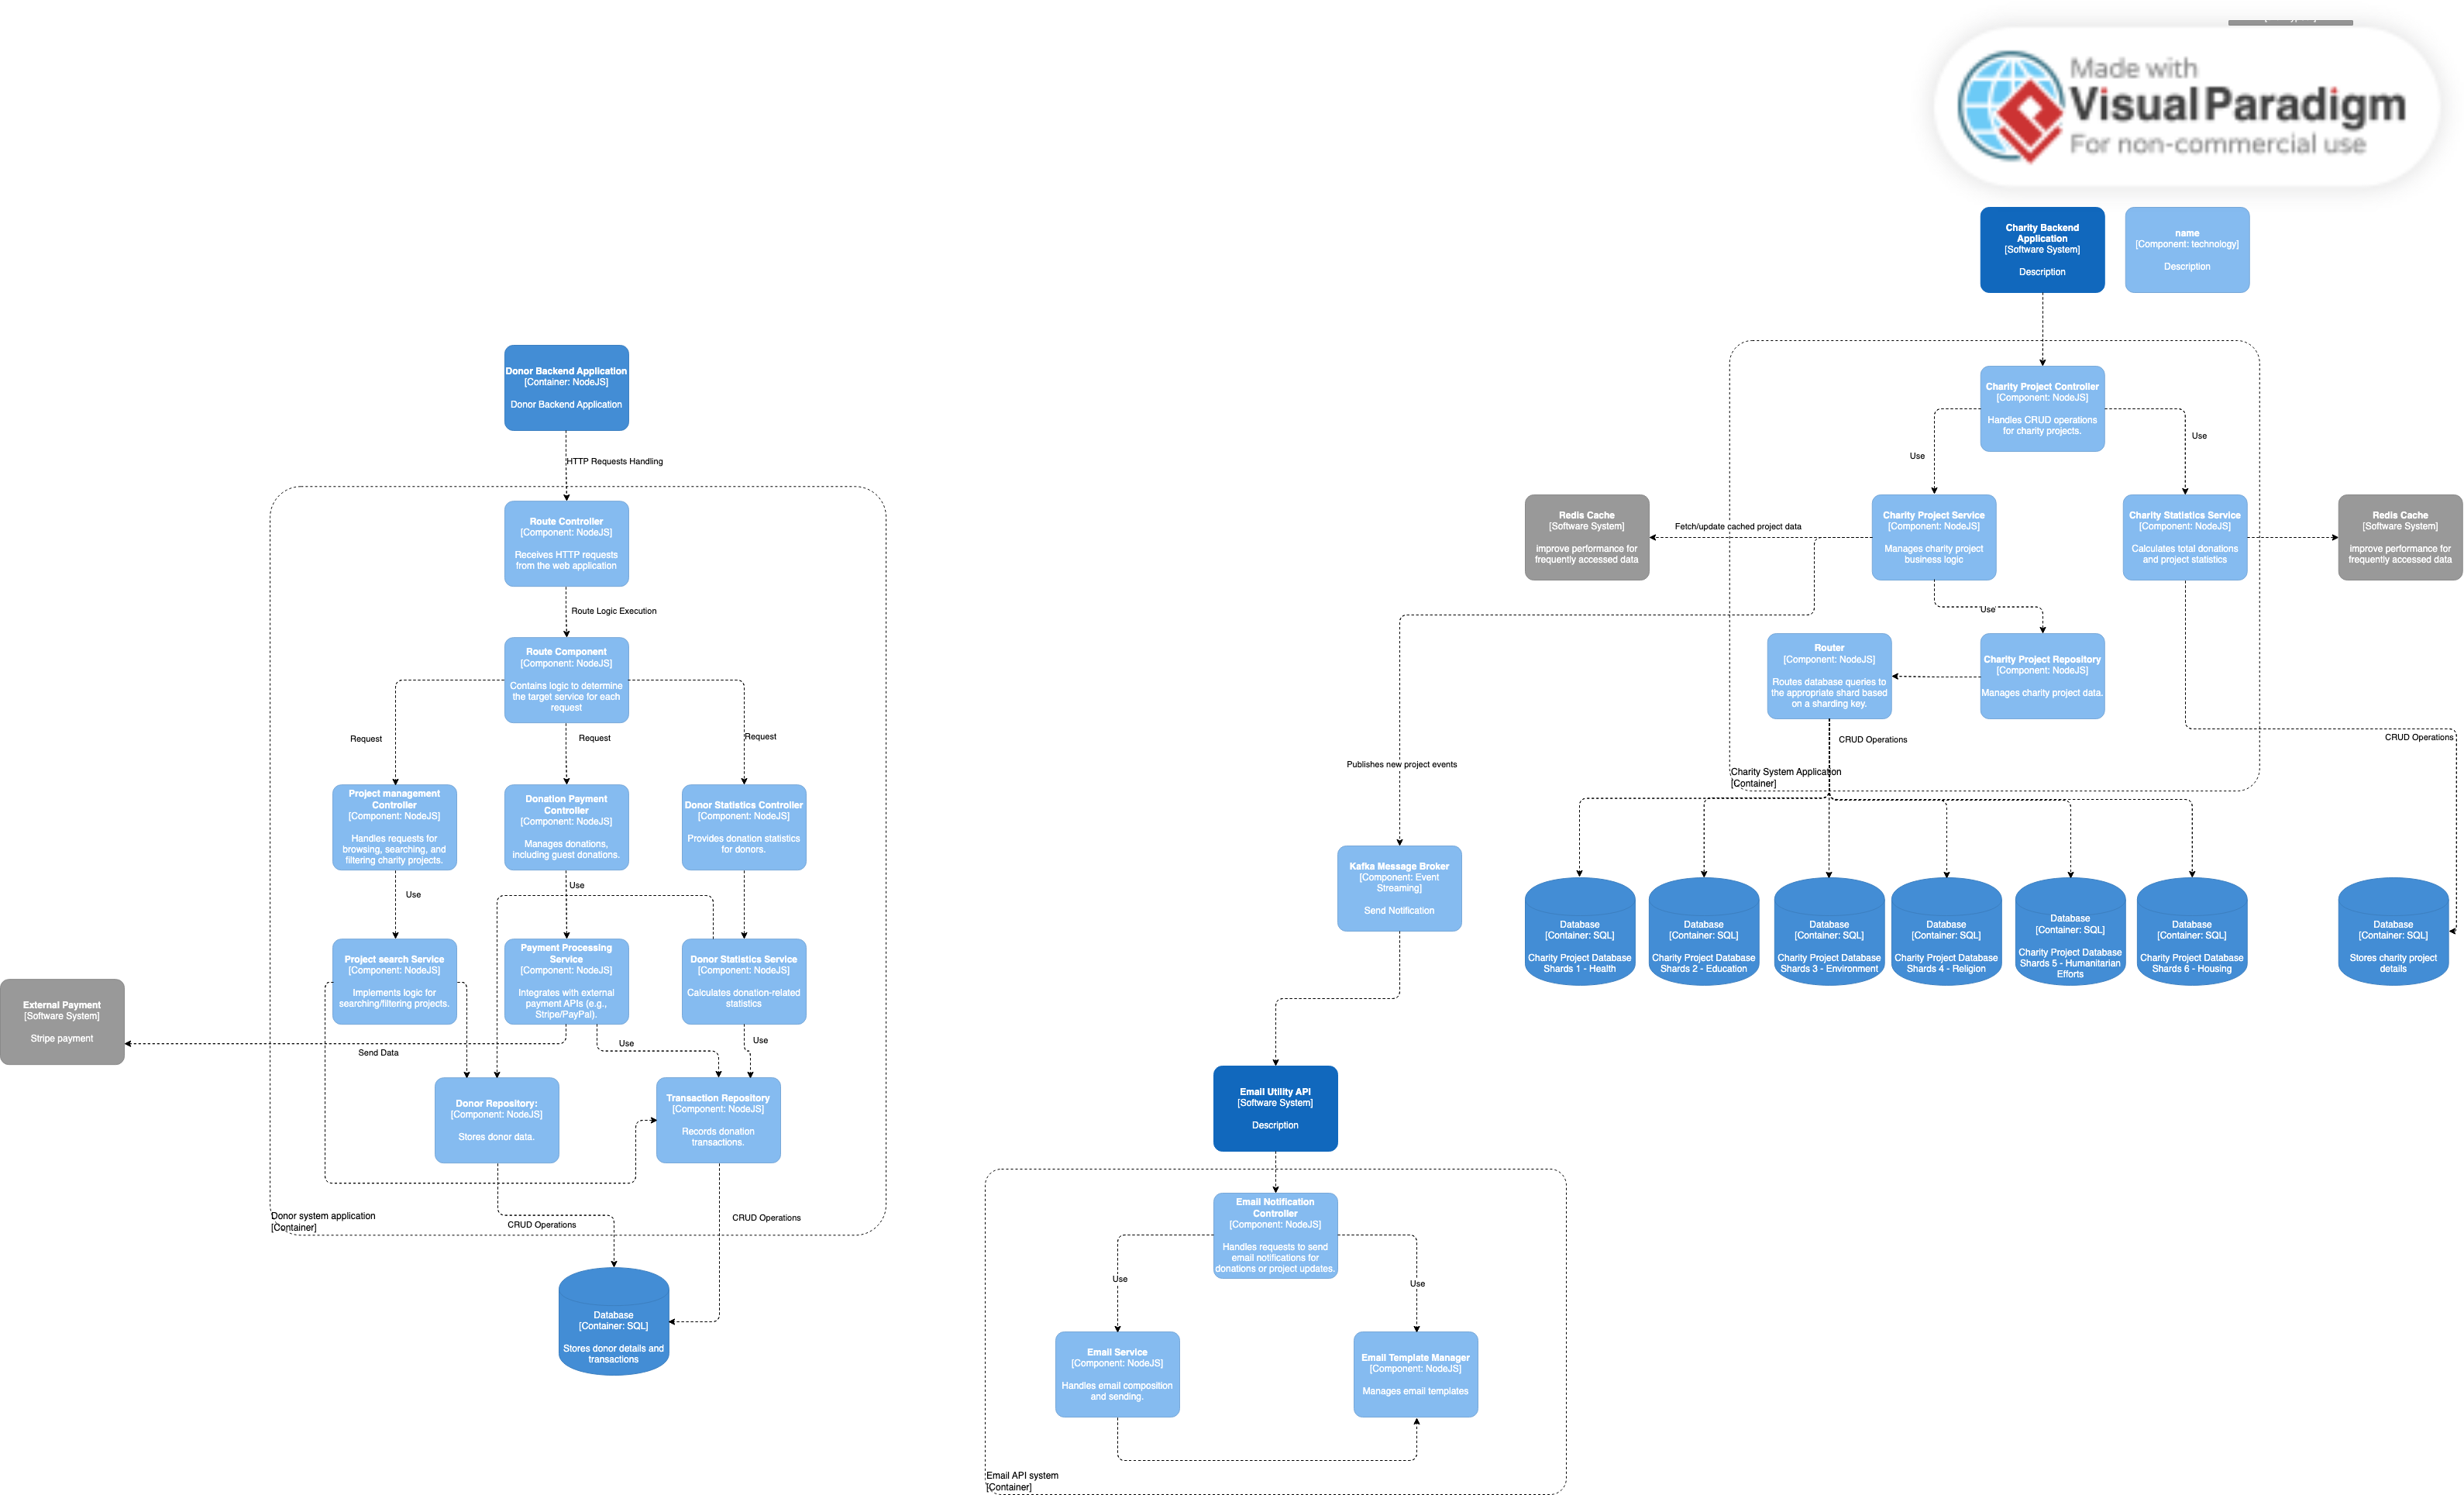 Made with
Visual Paradigm
For non-commercial use
Charity Backend
Application
[Software System]
Description
name
[Component: technology]
Description
Donor Backend Application
[Container: NodeJS]
Donor Backend Application
HTTP Requests Handling
Route Controller
[Component: NodeJS]
Receives HTTP requests
from the web application
Route Logic Execution
Route Component
[Component: NodeJS]
Contains logic to determine
the target service for each
request
Request
Request
Request
Project management
Controller
[Component: NodeJS]
Handles requests for
browsing, searching, and
filtering charity projects.
Donation Payment
Controller
[Component: NodeJS]
Manages donations,
including guest donations.
Donor Statistics Controller
[Component: NodeJS]
Provides donation statistics
for donors.
Use
Use
Project search Service
[Component: NodeJS]
Implements logic for
searching/filtering projects.
Payment Processing
Service
[Component: NodeJS]
Integrates with external
payment APIs (e.g.,
Stripe/PayPal).
Donor Statistics Service
[Component: NodeJS]
Calculates donation-related
statistics
External Payment
[Software System]
Stripe payment
Send Data
Use
Use
Donor Repository:
[Component: NodeJS]
Stores donor data.
Transaction Repository
[Component: NodeJS]
Records donation
transactions.
Donor system application
[Container]
CRUD Operations
CRUD Operations
Database
[Container: SQL]
Stores donor details and
transactions
Charity Project Controller
[Component: NodeJS]
Handles CRUD operations
for charity projects.
Use
Use
Redis Cache
[Software System]
improve performance for
frequently accessed data
Fetch/update cached project data
Charity Project Service
[Component: NodeJS]
Manages charity project
business logic
Charity Statistics Service
[Component: NodeJS]
Calculates total donations
and project statistics
Redis Cache
[Software System]
improve performance for
frequently accessed data
Use
Router
[Component: NodeJS]
Routes database queries to
the appropriate shard based
on a sharding key.
Charity Project Repository
[Component: NodeJS]
Manages charity project data.
CRUD Operations
CRUD Operations
Publishes new project events
Charity System Application
[Container]
Kafka Message Broker
[Component: Event
Streaming]
Send Notification
Database
[Container: SQL]
Charity Project Database
Shards 1 - Health
Database
[Container: SQL]
Charity Project Database
Shards 2 - Education
Database
[Container: SQL]
Charity Project Database
Shards 3 - Environment
Database
[Container: SQL]
Charity Project Database
Shards 4 - Religion
Database
[Container: SQL]
Charity Project Database
Shards 5 - Humanitarian
Efforts
Database
[Container: SQL]
Charity Project Database
Shards 6 - Housing
Database
[Container: SQL]
Stores charity project
details
Email Utility API
[Software System]
Description
Email Notification
Controller
[Component: NodeJS]
Handles requests to send
email notifications for
donations or project updates.
Use
Use
Email Service
[Component: NodeJS]
Handles email composition
and sending.
Email Template Manager
[Component: NodeJS]
Manages email templates
Email API system
[Container]